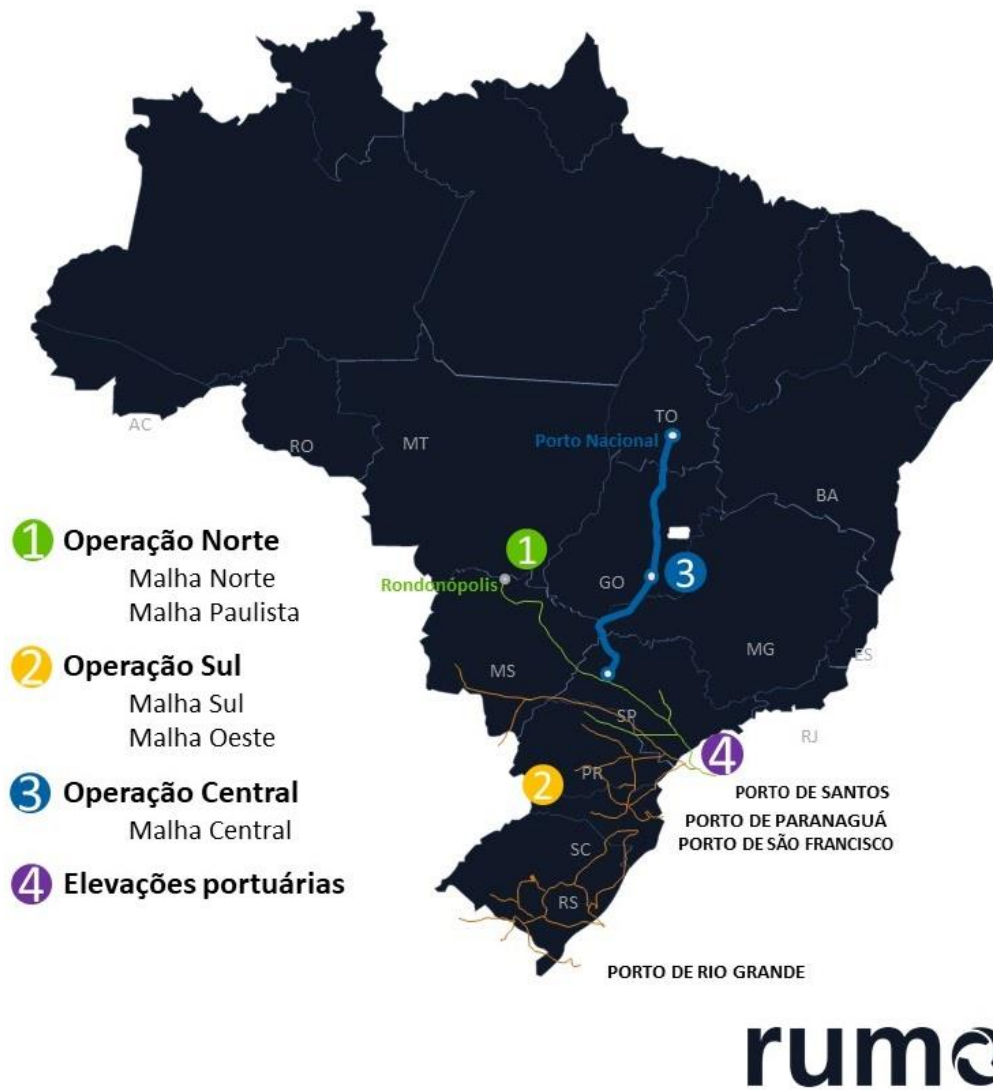 TO
Porto Nacional
AC
RO
MT
BA
1 Operação Norte
Malha Norte
Malha Paulista
1
Rondonópolis
GO
3
2 Operação Sul
Malha Sul
Malha Oeste
MS
MG
ES
SP
RJ
4
3 Operação Central
Malha Central
2
PR
PORTO DE SANTOS
PORTO DE PARANAGUÁ
PORTO DE SÃO FRANCISCO
4 Elevações portuárias
SC
RS
PORTO DE RIO GRANDE
rumo